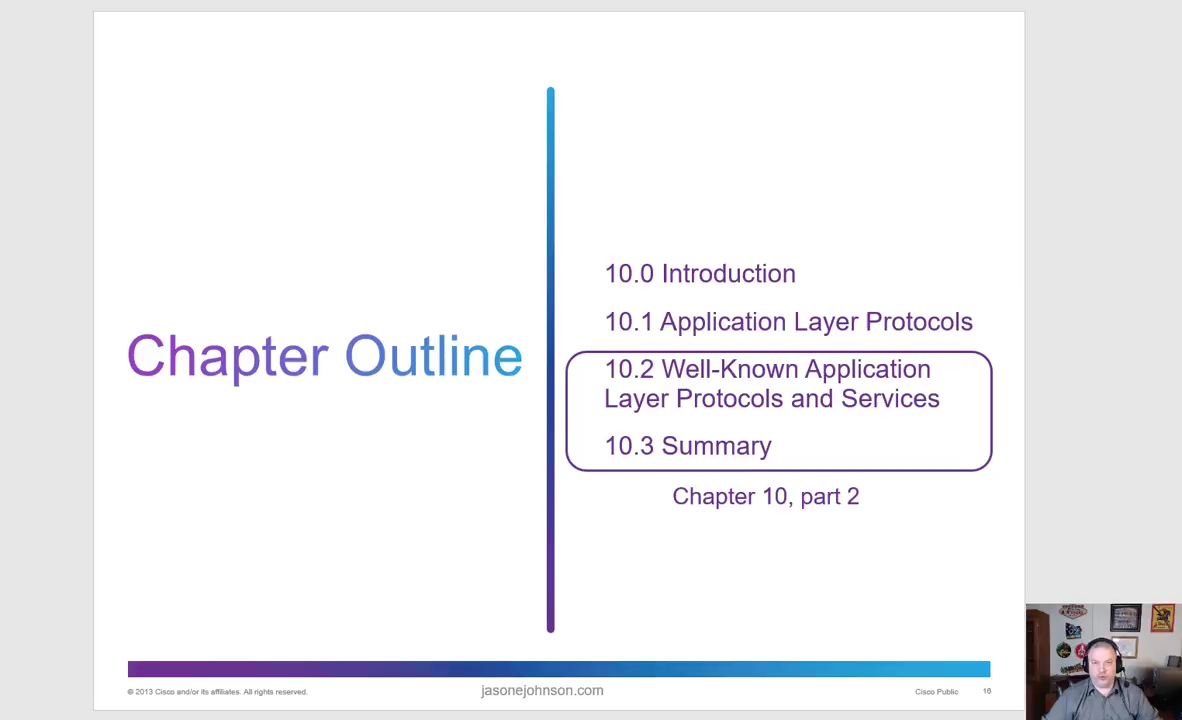 Chapter Outline
10.0 Introduction
10.1 Application Layer Protocols
10.2 Well-Known Application
Layer Protocols and Services
10.3 Summary
Chapter 10, part 2
© 2013 Cisco and/or its affiliates. All rights reserved.
jasonejohnson.com
Cisco Public
16